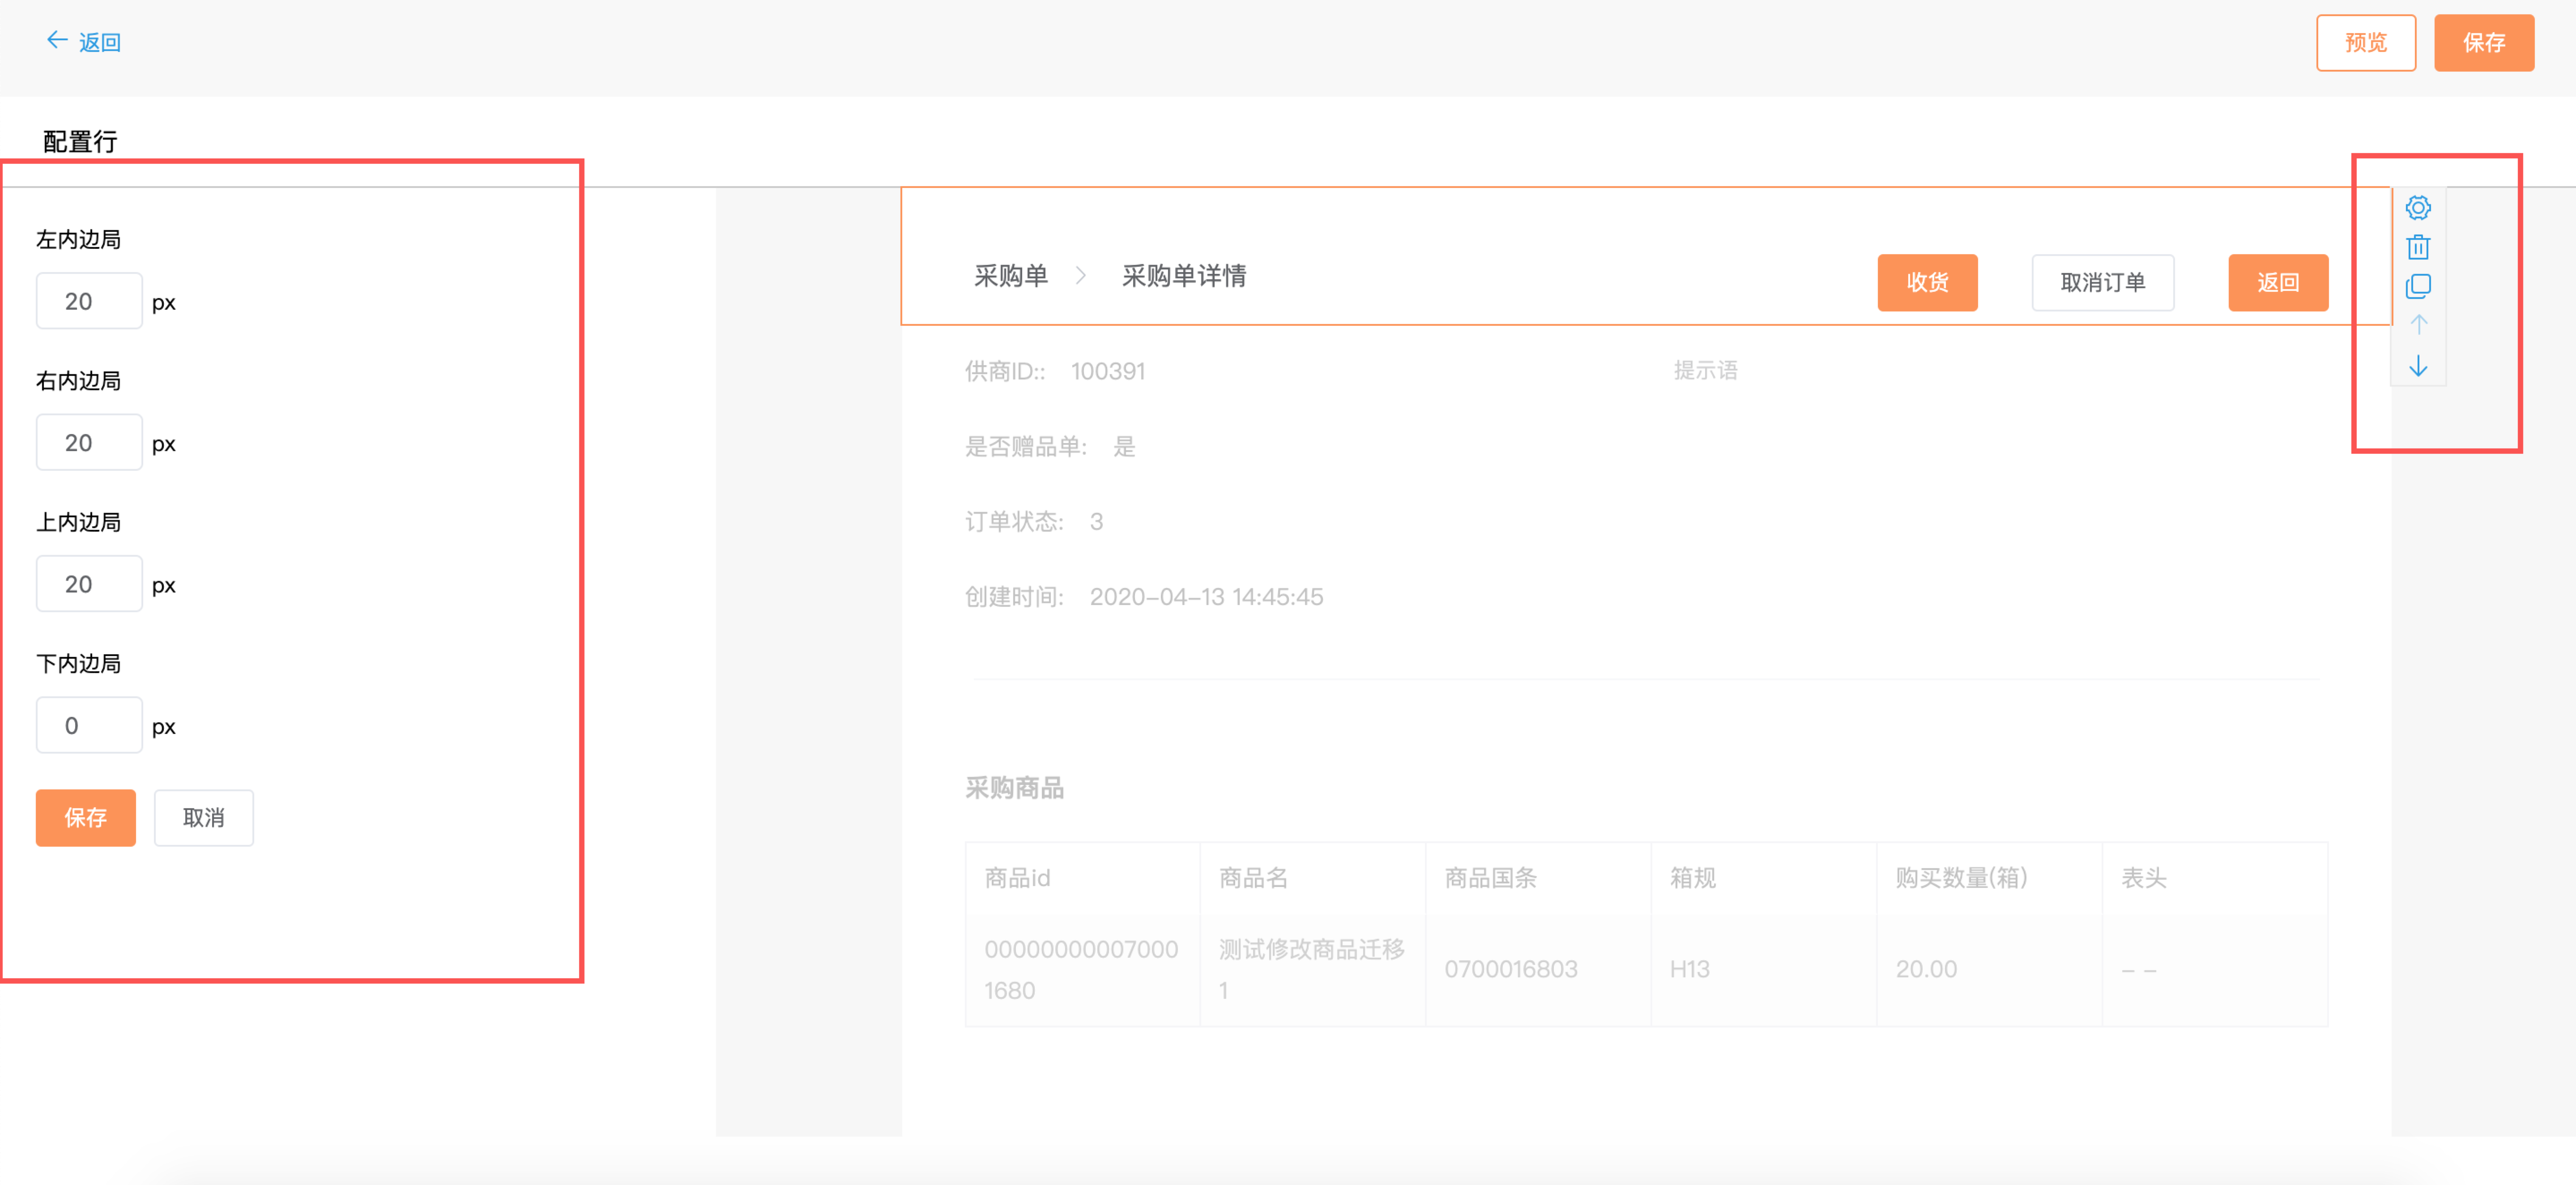 返回
预览 保存
配置行
左内边局
20 px
右内边局
20 px
上内边局
20 px
下内边局
0 px
保存 取消
采购单 采购单详情 收货 取消订单 返回
供商ID:: 100391 提示语
是否赠品单: 是
订单状态: 3
创建时间: 2020-04-13 14:45:45
采购商品
商品id 商品名 商品国条 箱规 购买数量(箱) 表头
00000000007000 测试修改商品迁移 0700016803 H13 20.00 – –
1680 1